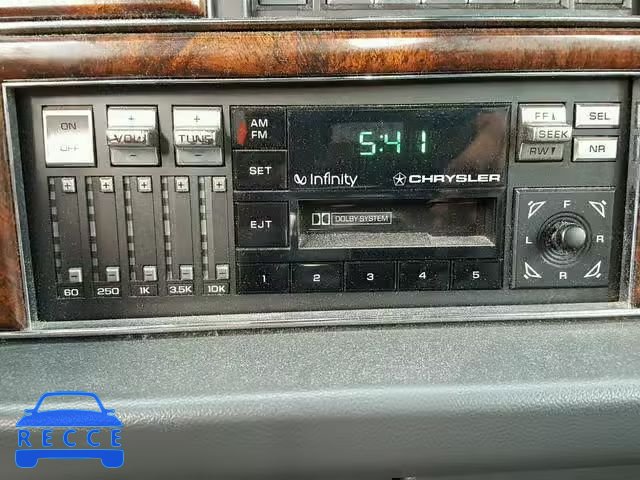 ON
OFF
+
VOL
-
+
TUNE
-
AM
FM
SET
5:41
Infinity CHRYSLER
FF
SEEK
RW
SEL
NR
+ + + + +
- - - - -
60 250 1K 3.5K 10K
EJT
DOLBY SYSTEM
1 2 3 4 5
F
L R
R
RECCE